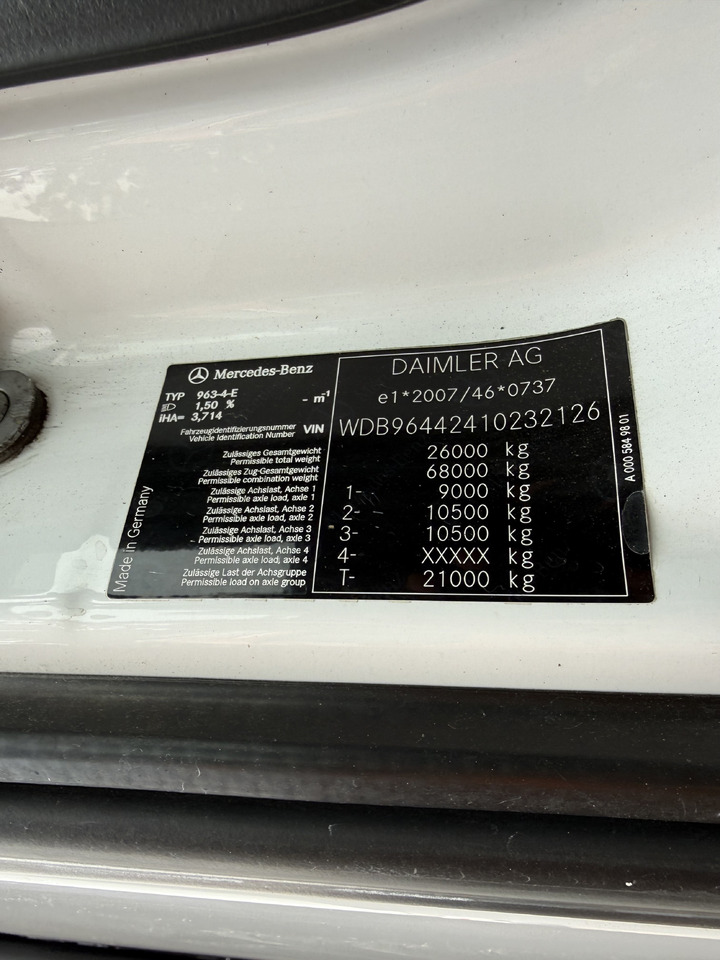 Mercedes-Benz
TYP 963-4-E
1,50 % - m⁻¹
iHA= 3,714
Fahrzeugidentifizierungsnummer
Vehicle Identification Number VIN
DAIMLER AG
e1*2007/46*0737
WDB96442410232126
Zulässiges Gesamtgewicht
Permissible total weight 26000 kg
Zulässiges Zug-Gesamtgewicht
Permissible combination weight 68000 kg
Zulässige Achslast, Achse 1
Permissible axle load, axle 1 1- 9000 kg
Zulässige Achslast, Achse 2
Permissible axle load, axle 2 2- 10500 kg
Zulässige Achslast, Achse 3
Permissible axle load, axle 3 3- 10500 kg
Zulässige Achslast, Achse 4
Permissible axle load, axle 4 4- XXXXX kg
Zulässige Last der Achsgruppe
Permissible load on axle group T- 21000 kg
Made in Germany
A 000 584 98 01